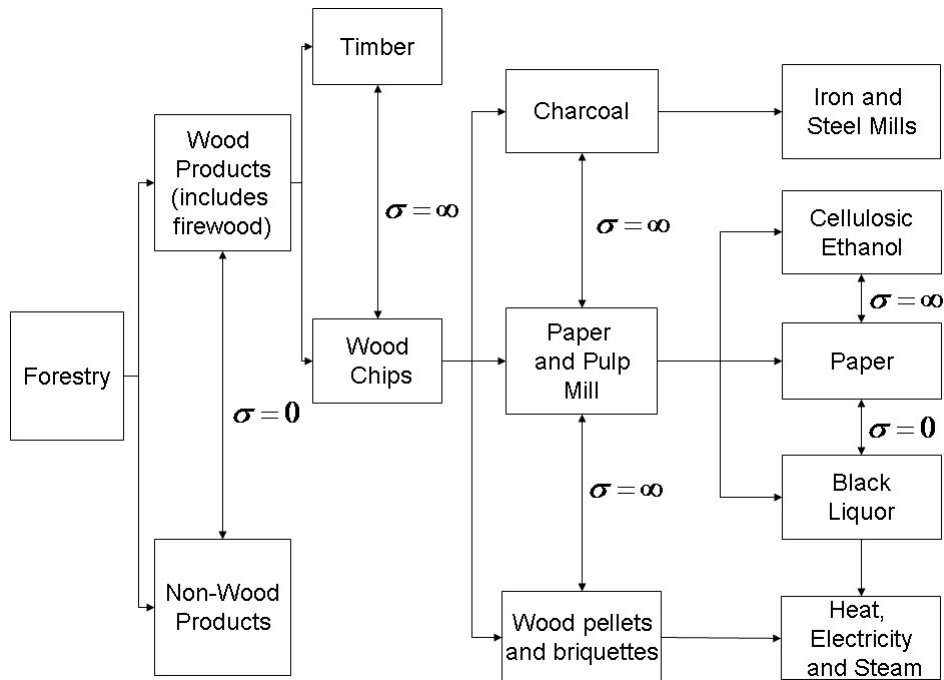 Timber
Charcoal
Iron and
Steel Mills
Wood
Products
(includes
firewood)
σ = ∞
σ = ∞
Cellulosic
Ethanol
σ = ∞
Forestry
Wood
Chips
Paper
and Pulp
Mill
Paper
σ = 0
σ = 0
σ = ∞
Black
Liquor
Non-Wood
Products
Wood pellets
and briquettes
Heat,
Electricity
and Steam